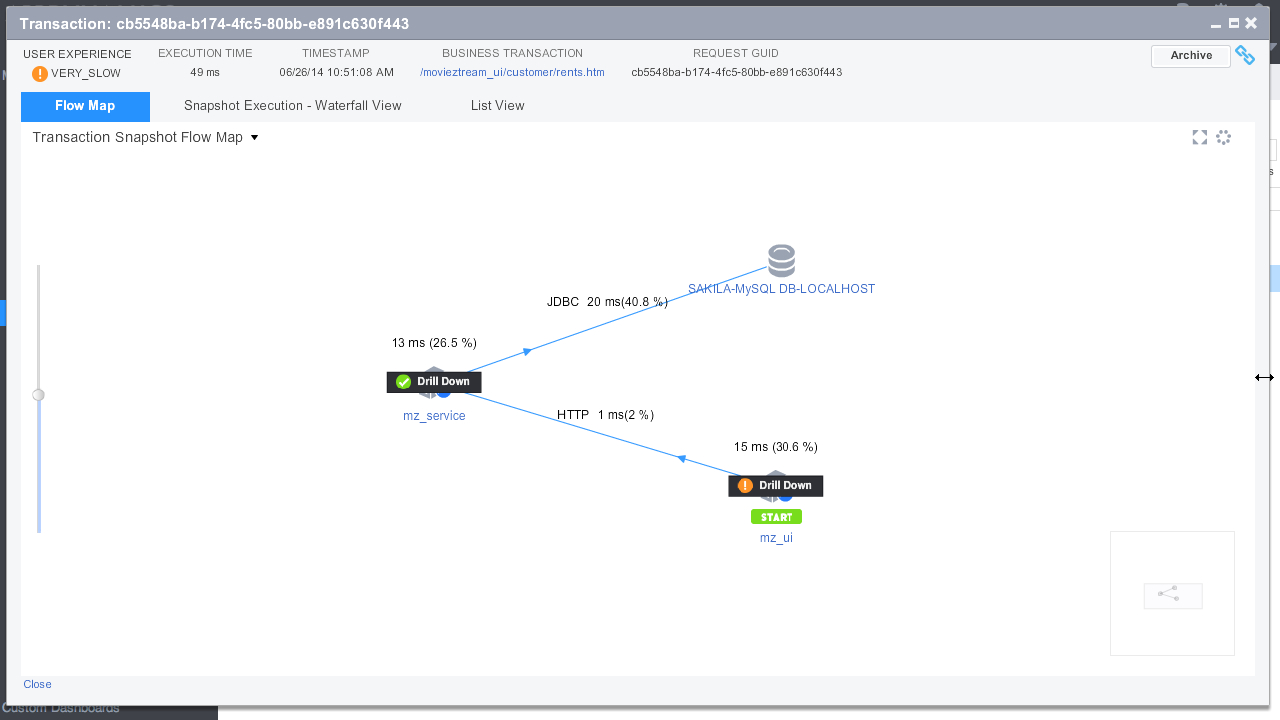 Transaction: cb5548ba-b174-4fc5-80bb-e891c630f443
USER EXPERIENCE EXECUTION TIME TIMESTAMP BUSINESS TRANSACTION REQUEST GUID
VERY_SLOW 49 ms 06/26/14 10:51:08 AM /movieztream_ui/customer/rents.htm cb5548ba-b174-4fc5-80bb-e891c630f443
Archive
Flow Map Snapshot Execution - Waterfall View List View
Transaction Snapshot Flow Map
SAKILA-MySQL DB-LOCALHOST
JDBC 20 ms(40.8 %)
13 ms (26.5 %)
Drill Down
mz_service
HTTP 1 ms(2 %)
15 ms (30.6 %)
Drill Down
START
mz_ui
Close
Custom Dashboards